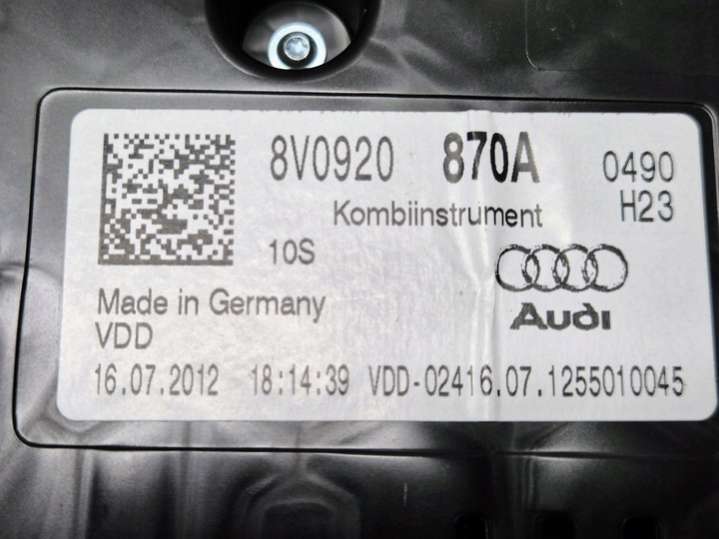 8V0920 870A 0490
Kombiinstrument H23
10S
Audi
Made in Germany
VDD
16.07.2012 18:14:39 VDD-02416.07.1255010045